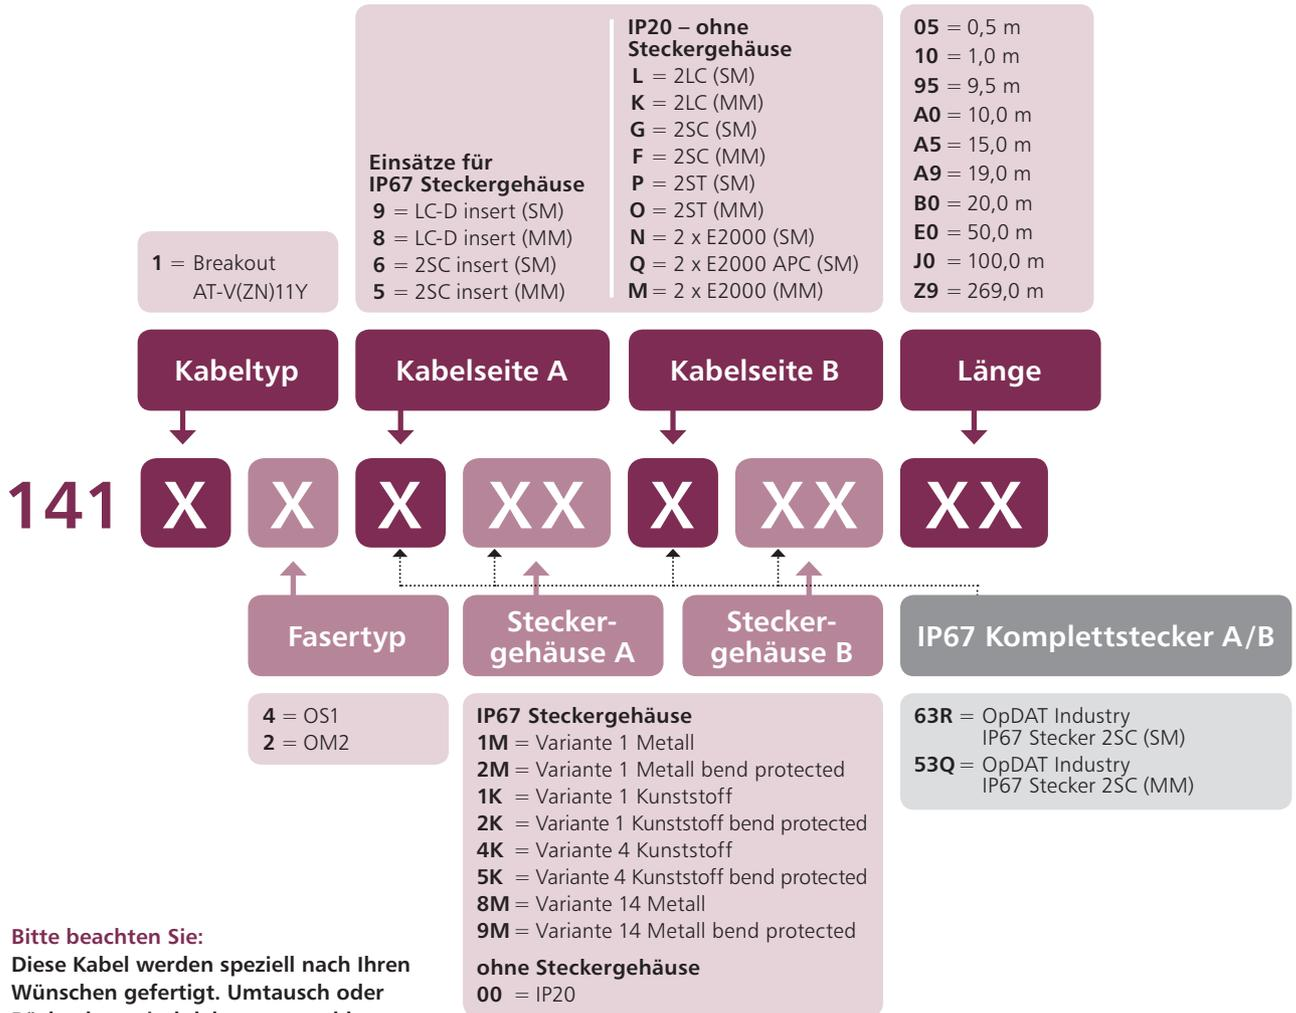 IP20 – ohne
Steckergehäuse
L = 2LC (SM)
K = 2LC (MM)
G = 2SC (SM)
F = 2SC (MM)
P = 2ST (SM)
O = 2ST (MM)
N = 2 x E2000 (SM)
Q = 2 x E2000 APC (SM)
M = 2 x E2000 (MM)
05 = 0,5 m
10 = 1,0 m
95 = 9,5 m
A0 = 10,0 m
A5 = 15,0 m
A9 = 19,0 m
B0 = 20,0 m
E0 = 50,0 m
J0 = 100,0 m
Z9 = 269,0 m
Einsätze für
IP67 Steckergehäuse
9 = LC-D insert (SM)
8 = LC-D insert (MM)
6 = 2SC insert (SM)
5 = 2SC insert (MM)
1 = Breakout
AT-V(ZN)11Y
Kabeltyp
Kabelseite A
Kabelseite B
Länge
141 X X X XX X XX XX
Fasertyp
Stecker-
gehäuse A
Stecker-
gehäuse B
IP67 Komplettstecker A/B
4 = OS1
2 = OM2
IP67 Steckergehäuse
1M = Variante 1 Metall
2M = Variante 1 Metall bend protected
1K = Variante 1 Kunststoff
2K = Variante 1 Kunststoff bend protected
4K = Variante 4 Kunststoff
5K = Variante 4 Kunststoff bend protected
8M = Variante 14 Metall
9M = Variante 14 Metall bend protected
ohne Steckergehäuse
00 = IP20
63R = OpDAT Industry
IP67 Stecker 2SC (SM)
53Q = OpDAT Industry
IP67 Stecker 2SC (MM)
Bitte beachten Sie:
Diese Kabel werden speziell nach Ihren
Wünschen gefertigt. Umtausch oder